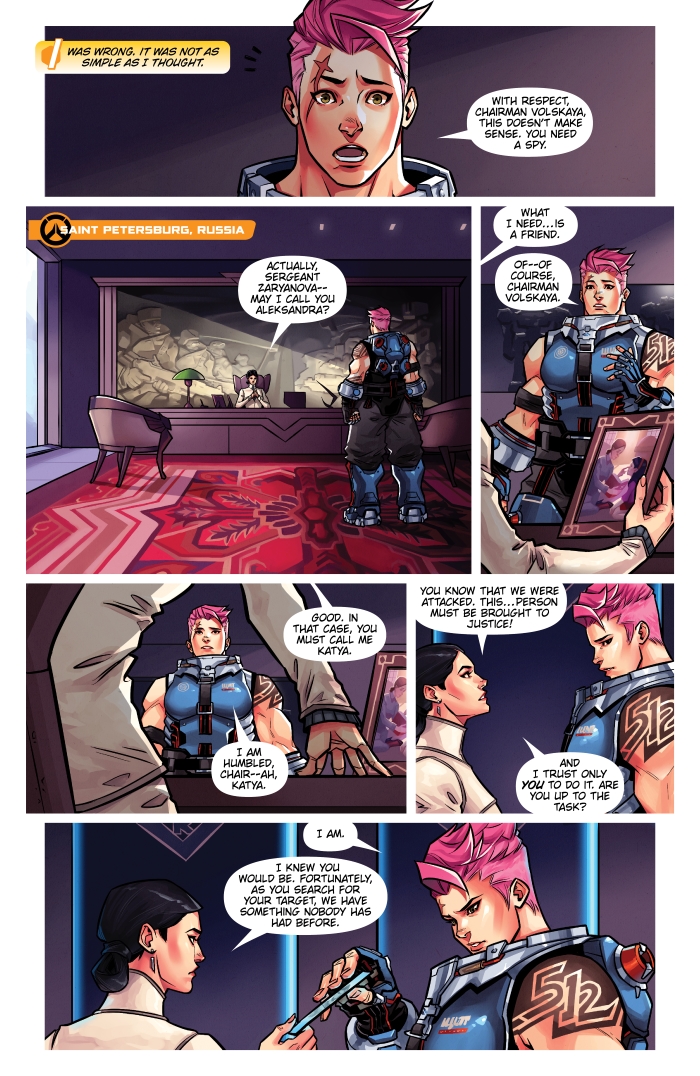 I WAS WRONG. IT WAS NOT AS
SIMPLE AS I THOUGHT.
WITH RESPECT,
CHAIRMAN VOLSKAYA,
THIS DOESN'T MAKE
SENSE. YOU NEED
A SPY.
SAINT PETERSBURG, RUSSIA
ACTUALLY,
SERGEANT
ZARYANOVA--
MAY I CALL YOU
ALEKSANDRA?
WHAT
I NEED...IS
A FRIEND.
OF--OF
COURSE,
CHAIRMAN
VOLSKAYA.
512
GOOD. IN
THAT CASE, YOU
MUST CALL ME
KATYA.
I AM
HUMBLED,
CHAIR--AH,
KATYA.
YOU KNOW THAT WE WERE
ATTACKED. THIS...PERSON
MUST BE BROUGHT TO
JUSTICE!
512
AND
I TRUST ONLY
YOU TO DO IT. ARE
YOU UP TO THE
TASK?
I AM.
I KNEW YOU
WOULD BE. FORTUNATELY,
AS YOU SEARCH FOR
YOUR TARGET, WE HAVE
SOMETHING NOBODY HAS
HAD BEFORE.
512